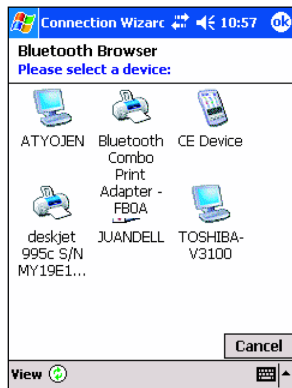 Connection Wizarc 10:57 ok
Bluetooth Browser
Please select a device:
ATYOJEN Bluetooth Combo Print Adapter - FB0A CE Device
deskjet 995c S/N MY19E1... JUANDELL TOSHIBA-V3100
Cancel
View